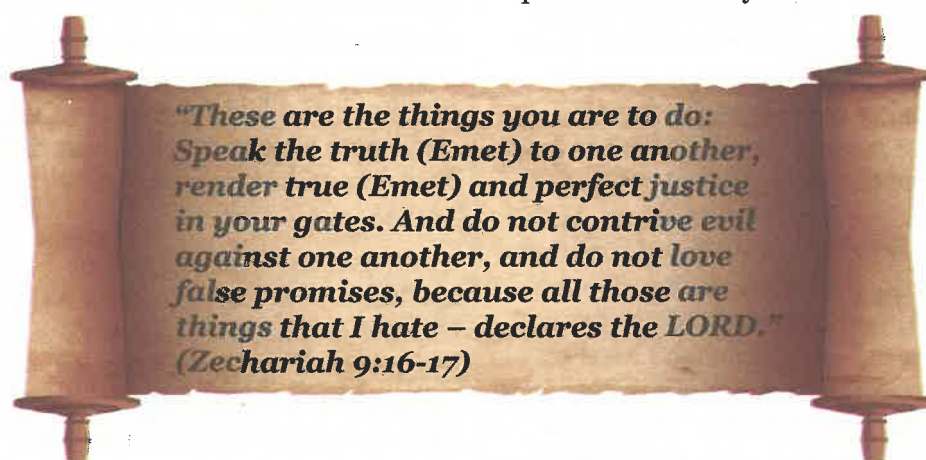 “These are the things you are to do:
Speak the truth (Emet) to one another,
render true (Emet) and perfect justice
in your gates. And do not contrive evil
against one another, and do not love
false promises, because all those are
things that I hate – declares the LORD.”
(Zechariah 9:16-17)